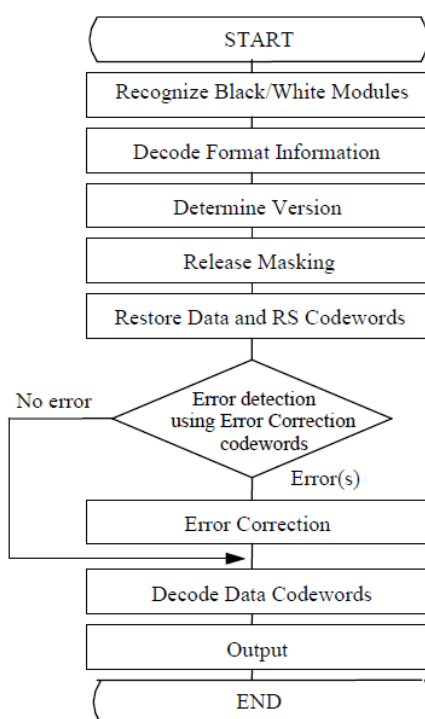 START
Recognize Black/White Modules
Decode Format Information
Determine Version
Release Masking
Restore Data and RS Codewords
No error
Error detection
using Error Correction
codewords
Error(s)
Error Correction
Decode Data Codewords
Output
END